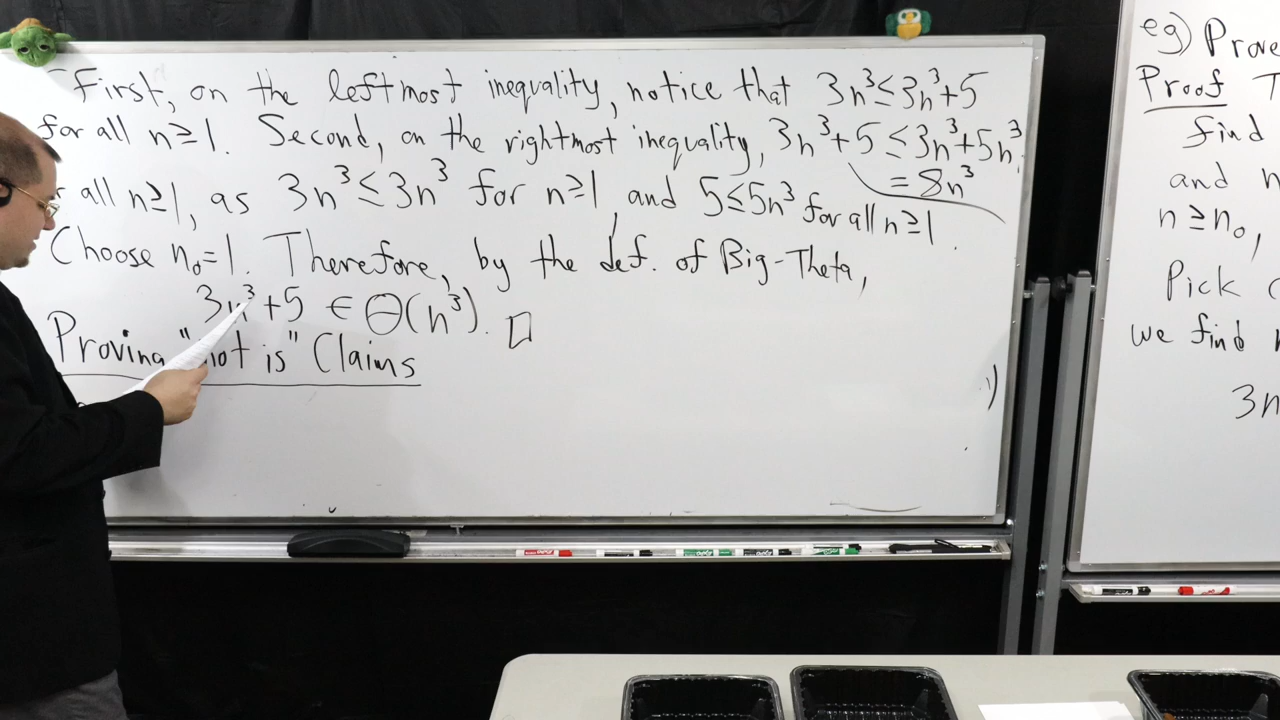 First, on the leftmost inequality, notice that 3n³≤3n³+5
for all n≥1. Second, on the rightmost inequality, 3n³+5 ≤3n³+5n³,
= 8n³
all n≥1, as 3n³≤3n³ for n≥1, and 5≤5n³ for all n≥1.
Choose n₀=1. Therefore, by the def. of Big-Theta,
3n³+5 ∈ Θ(n³). □
Proving "not is" Claims
eg) Prove
Proof
find
and n
n≥n₀,
Pick
we find
3n